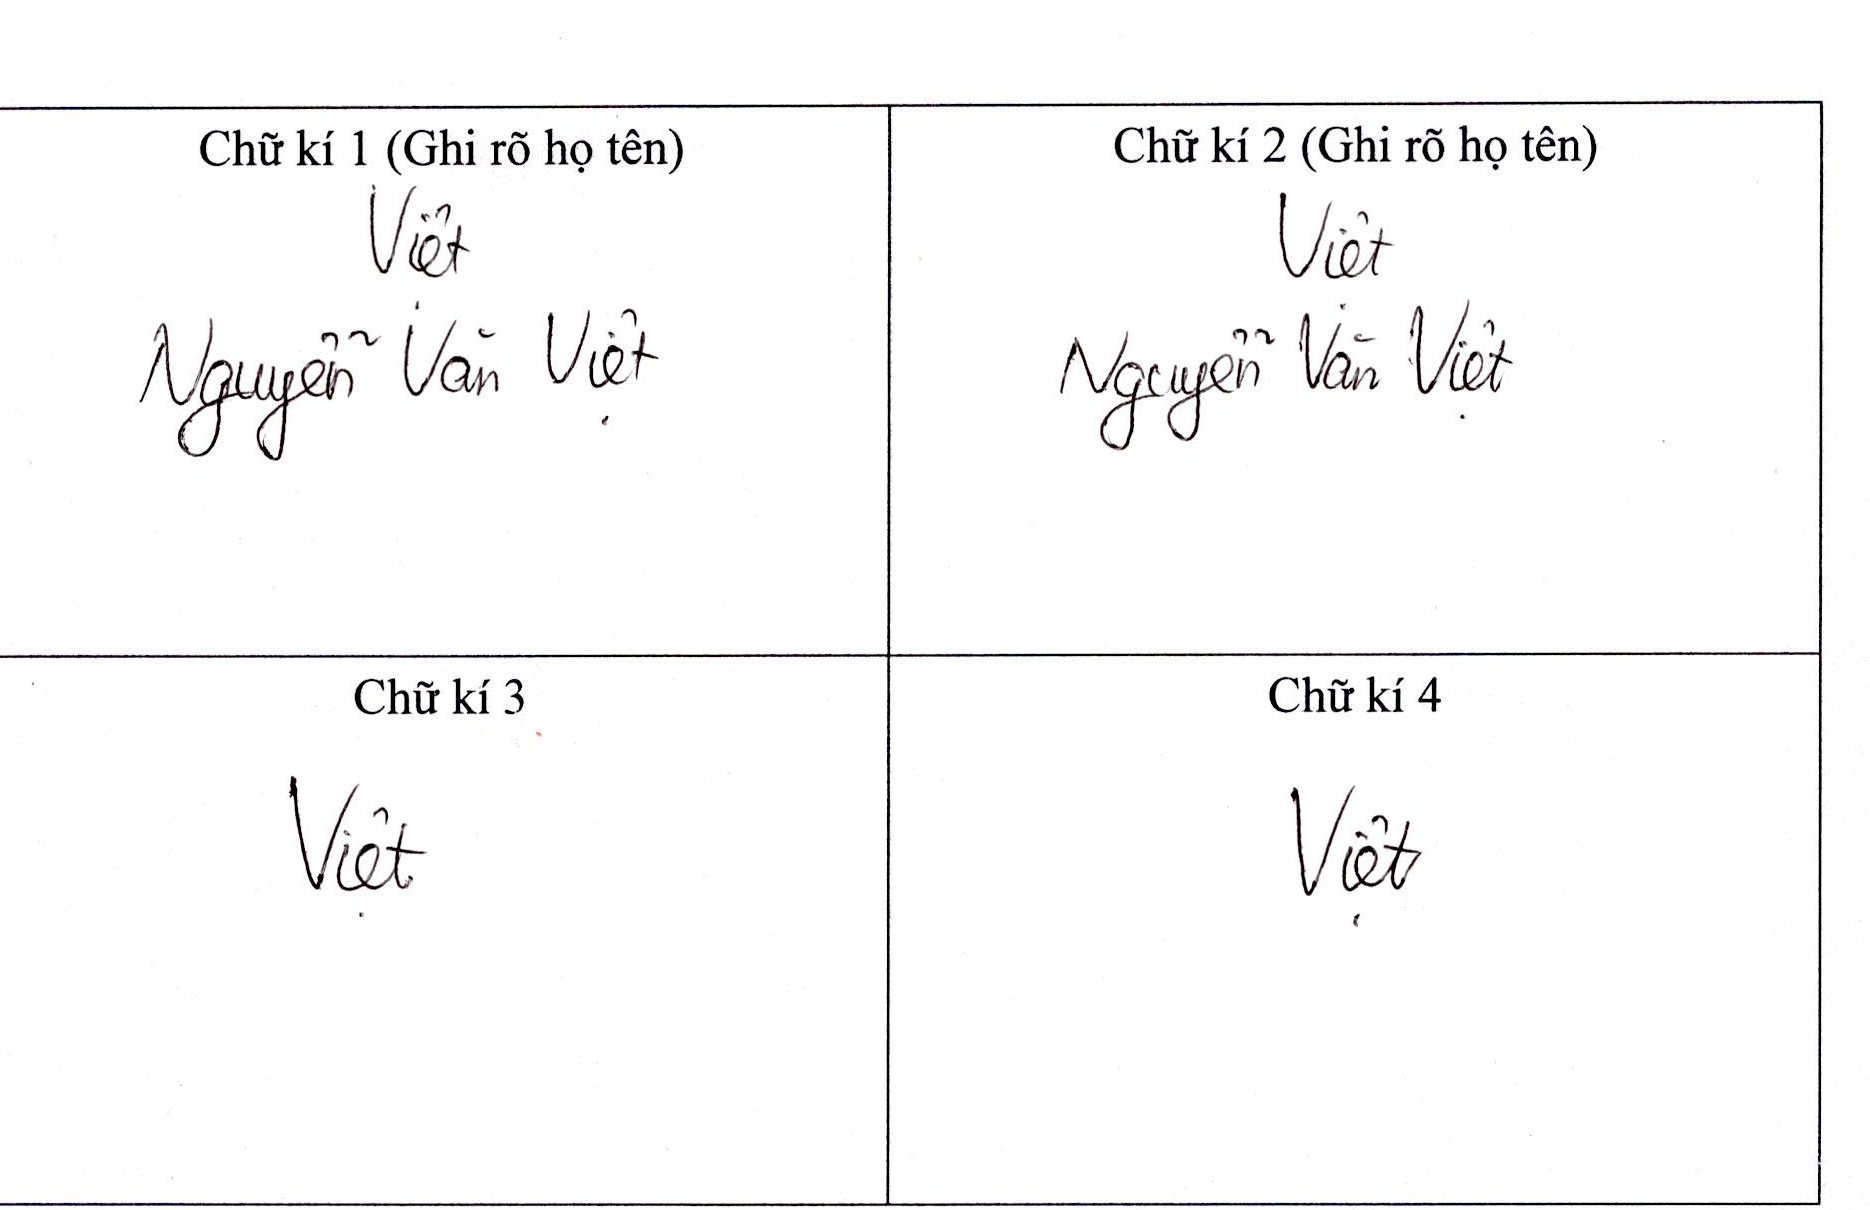 Chữ kí 1 (Ghi rõ họ tên)
Việt
Nguyễn Văn Việt
Chữ kí 2 (Ghi rõ họ tên)
Việt
Nguyễn Văn Việt
Chữ kí 3
Việt
Chữ kí 4
Việt